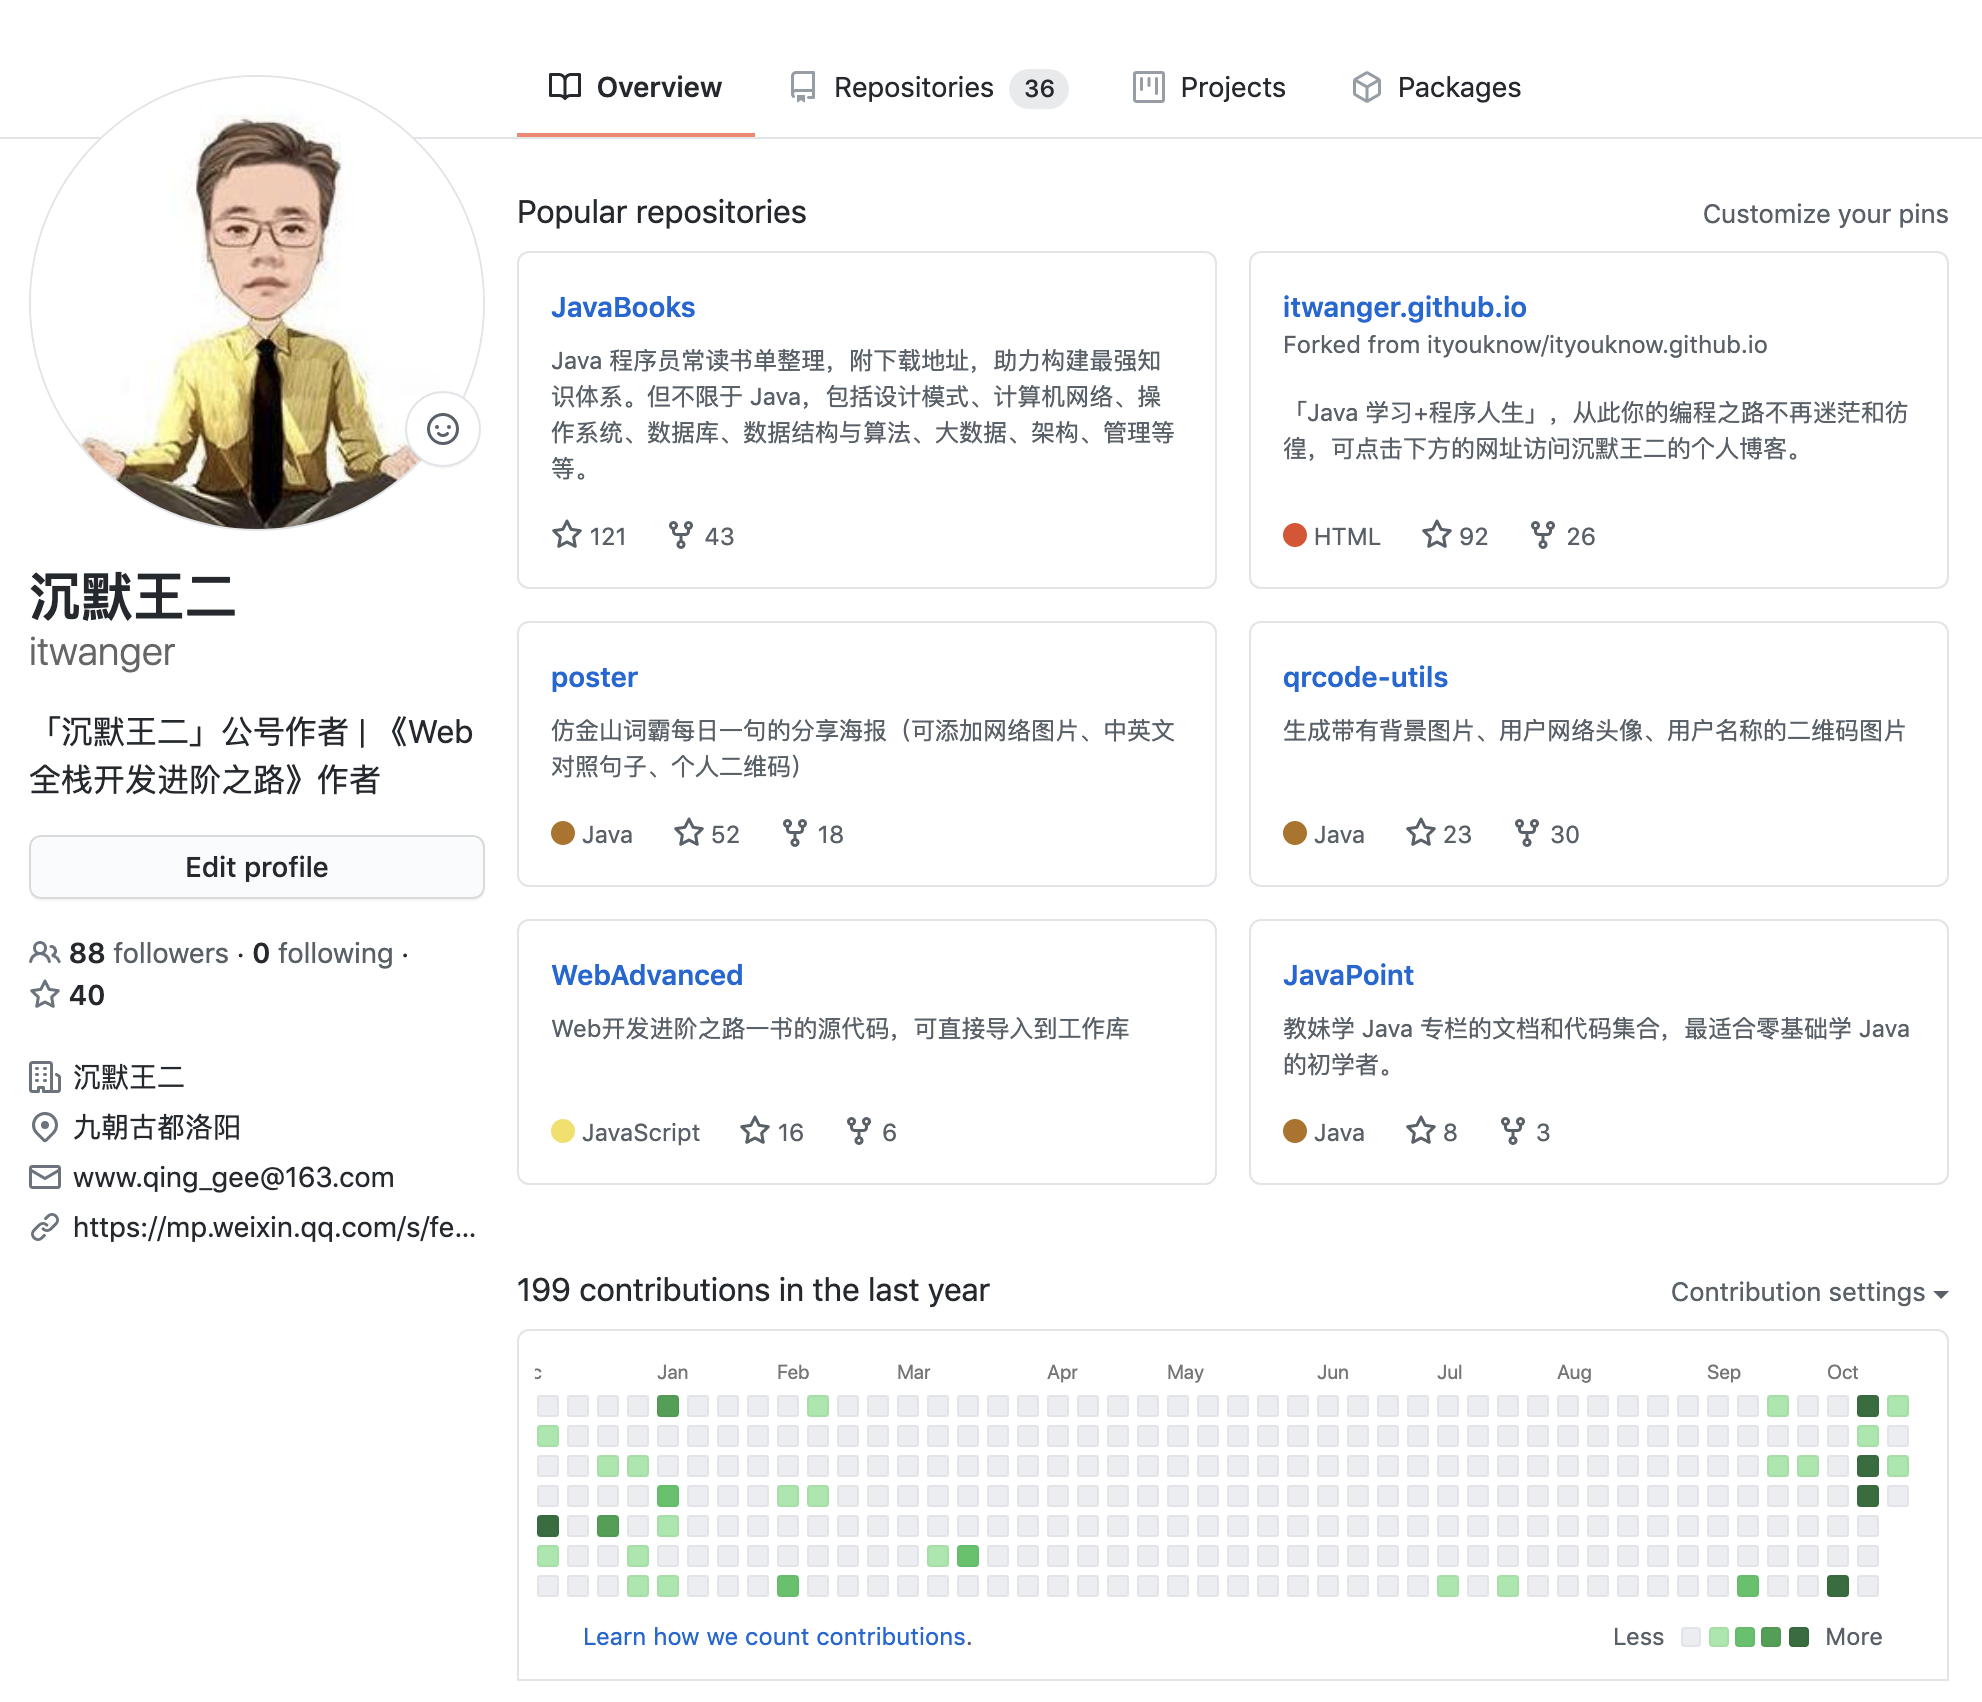 Overview
Repositories 36
Projects
Packages
沉默王二
itwanger
「沉默王二」公号作者 | 《Web
全栈开发进阶之路》作者
Edit profile
88 followers · 0 following ·
40
沉默王二
九朝古都洛阳
www.qing_gee@163.com
https://mp.weixin.qq.com/s/fe...
Popular repositories
Customize your pins
JavaBooks
Java 程序员常读书单整理，附下载地址，助力构建最强知
识体系。但不限于 Java，包括设计模式、计算机网络、操
作系统、数据库、数据结构与算法、大数据、架构、管理等
等。
121 43
itwanger.github.io
Forked from ityouknow/ityouknow.github.io
「Java 学习+程序人生」，从此你的编程之路不再迷茫和彷
徨，可点击下方的网址访问沉默王二的个人博客。
HTML 92 26
poster
仿金山词霸每日一句的分享海报（可添加网络图片、中英文
对照句子、个人二维码）
Java 52 18
qrcode-utils
生成带有背景图片、用户网络头像、用户名称的二维码图片
Java 23 30
WebAdvanced
Web开发进阶之路一书的源代码，可直接导入到工作库
JavaScript 16 6
JavaPoint
教妹学 Java 专栏的文档和代码集合，最适合零基础学 Java
的初学者。
Java 8 3
199 contributions in the last year
Contribution settings
c Jan Feb Mar Apr May Jun Jul Aug Sep Oct
Learn how we count contributions.
Less More